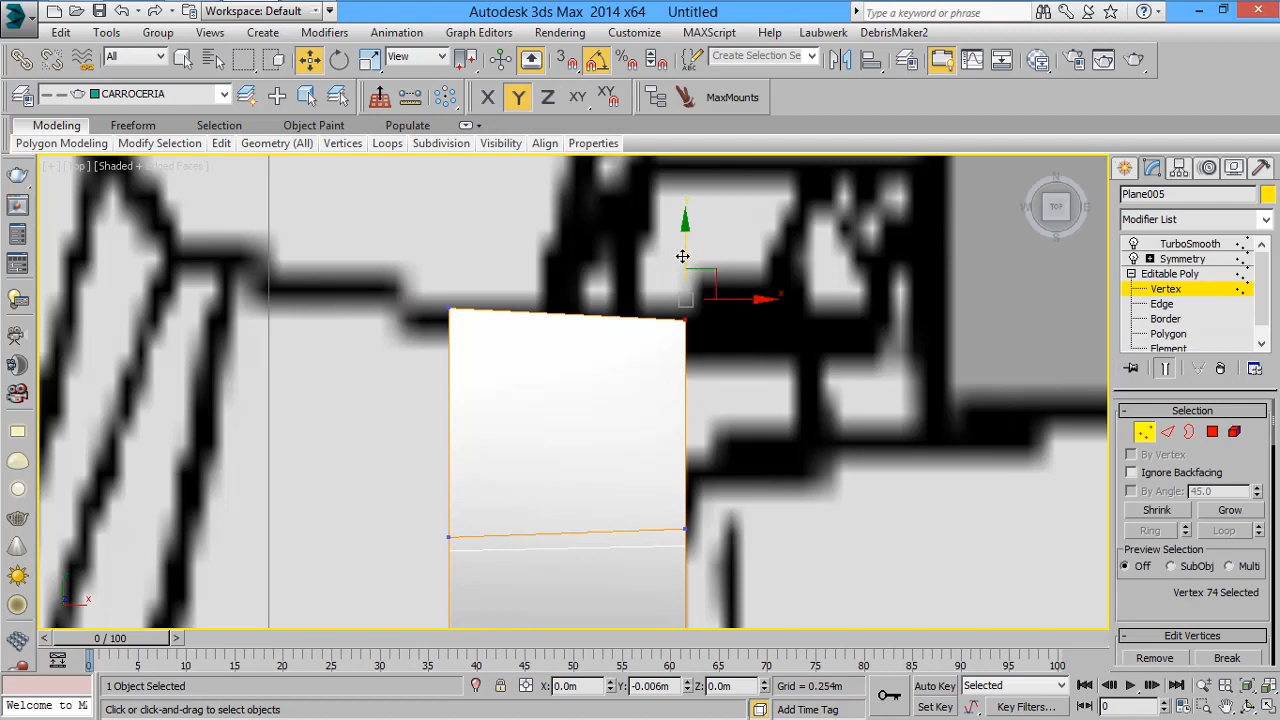 Workspace: Default
Autodesk 3ds Max 2014 x64 Untitled
Type a keyword or phrase
Edit Tools Group Views Create Modifiers Animation Graph Editors Rendering Customize MAXScript Help Laubwerk DebrisMaker2
All
View
3
Create Selection Se
CARROCERIA
X Y Z XY XY MaxMounts
Modeling Freeform Selection Object Paint Populate
Polygon Modeling Modify Selection Edit Geometry (All) Vertices Loops Subdivision Visibility Align Properties
[+] [Top] [Shaded + Edged Faces]
TOP
y
x
x
Plane005
Modifier List
TurboSmooth
Symmetry
Editable Poly
Vertex
Edge
Border
Polygon
Element
Selection
By Vertex
Ignore Backfacing
By Angle: 45.0
Shrink Grow
Ring Loop
Preview Selection
Off SubObj Multi
Vertex 74 Selected
Edit Vertices
Remove Break
0 / 100
0 5 10 15 20 25 30 35 40 45 50 55 60 65 70 75 80 85 90 95 100
1 Object Selected X: 0.0m Y: -0.006m Z: 0.0m Grid = 0.254m Auto Key Selected
Welcome to M Click or click-and-drag to select objects Add Time Tag Set Key Key Filters... 0